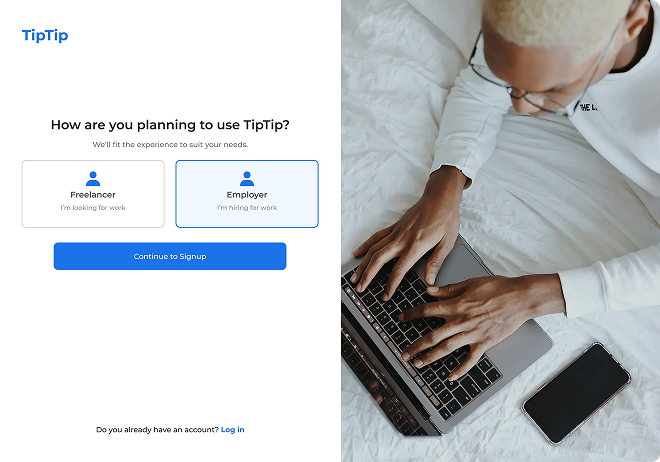 TipTip
How are you planning to use TipTip?
We'll fit the experience to suit your needs.
Freelancer
I'm looking for work
Employer
I'm hiring for work
Continue to Signup
Do you already have an account? Log in
THE L